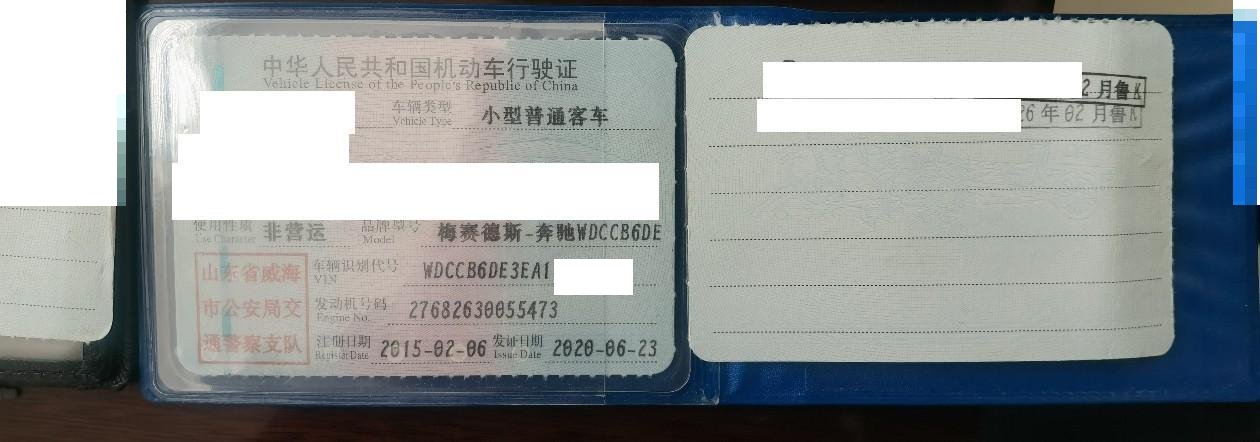 中华人民共和国机动车行驶证
Vehicle License of the People's Republic of China
车辆类型 小型普通客车
Vehicle Type
使用性质 非营运 品牌型号 梅赛德斯-奔驰WDCCB6DE
Use Character Model
山东省威海
市公安局交
通警察支队
车辆识别代号 WDCCB6DE3EA1
VIN
发动机号码 27682630055473
Engine No.
注册日期 2015-02-06 发证日期 2020-06-23
Register Date Issue Date
2月鲁K
26年02月鲁K